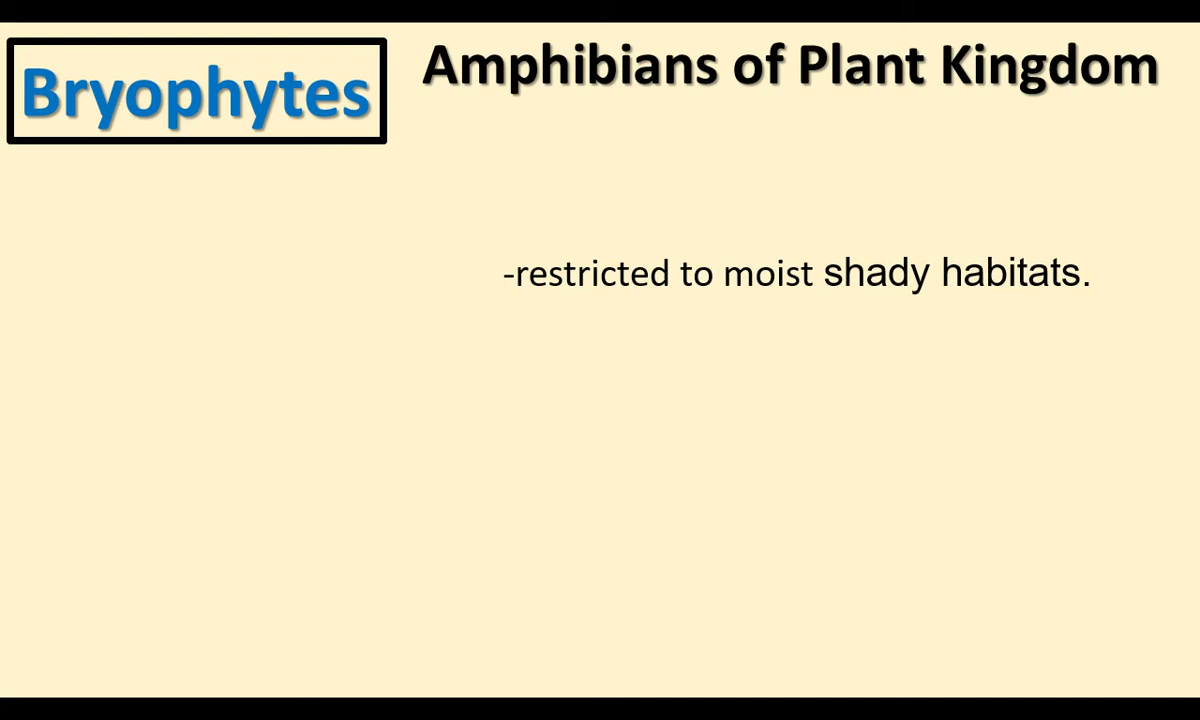 Bryophytes
Amphibians of Plant Kingdom
-restricted to moist shady habitats.